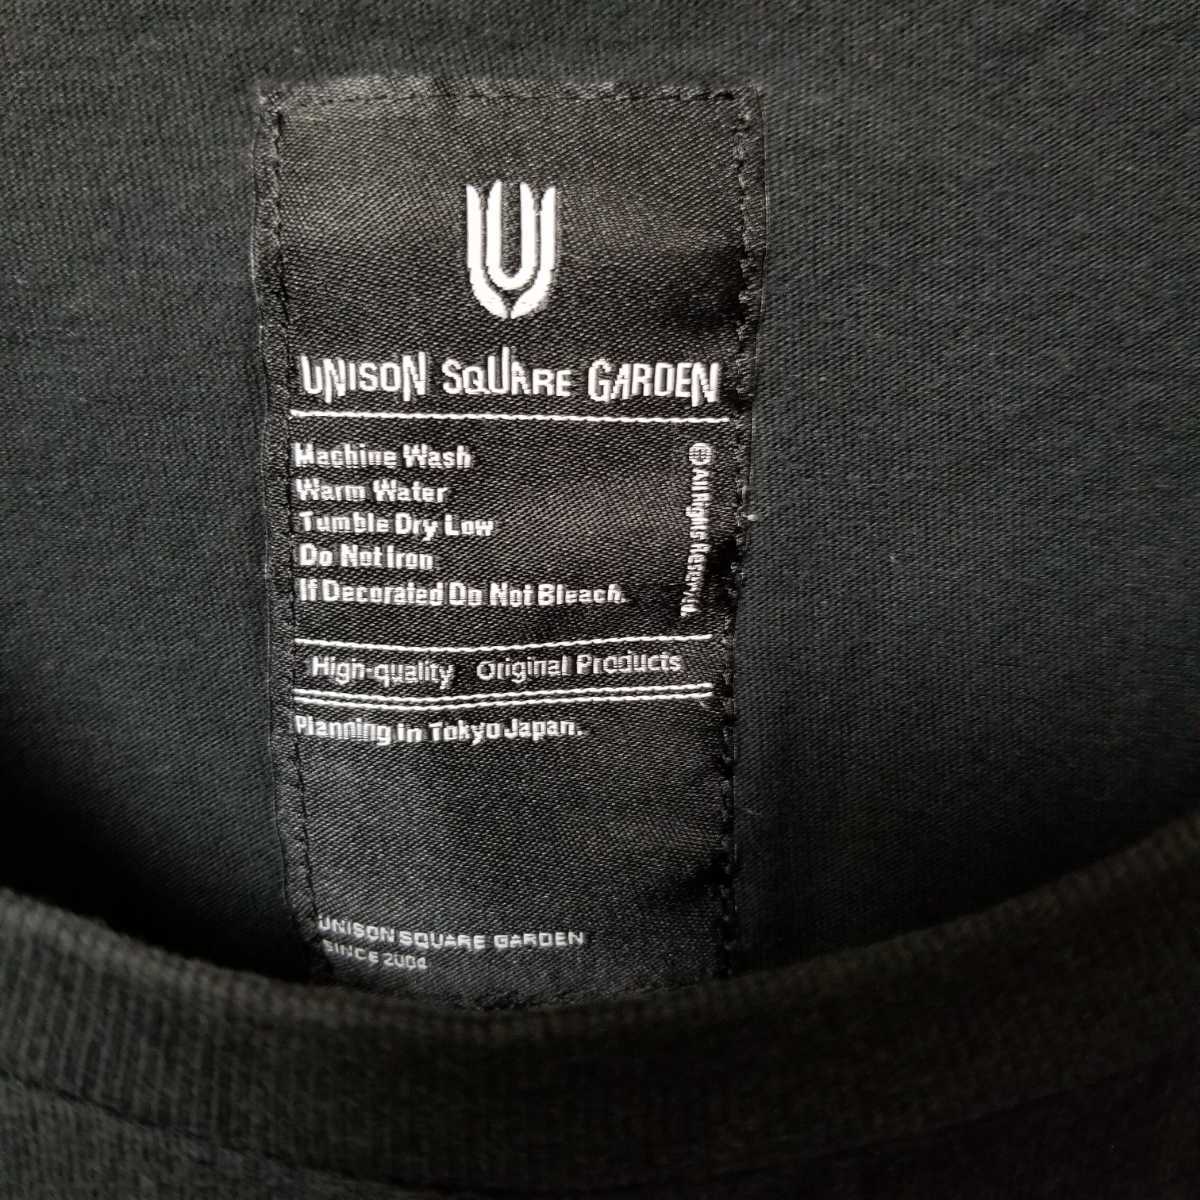 UNISON SQUARE GARDEN
Machine Wash
Warm Water
Tumble Dry Low
Do Not Iron
If Decorated Do Not Bleach.
© All Rights Reserved.
High-quality Original Products
Planning in Tokyo Japan.
UNISON SQUARE GARDEN
SINCE 2004